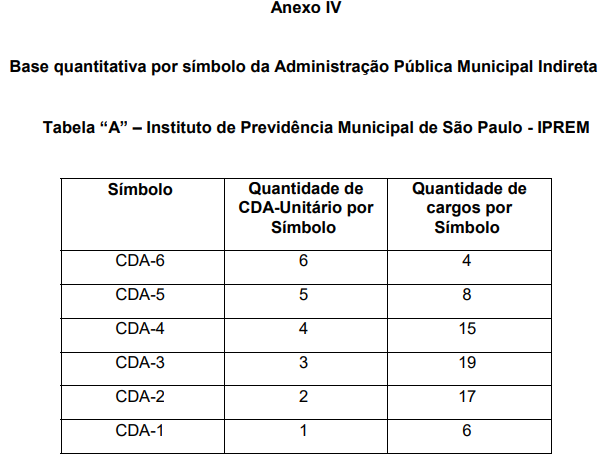 Anexo IV
Base quantitativa por símbolo da Administração Pública Municipal Indireta
Tabela “A” – Instituto de Previdência Municipal de São Paulo - IPREM
Símbolo Quantidade de CDA-Unitário por Símbolo Quantidade de cargos por Símbolo
CDA-6 6 4
CDA-5 5 8
CDA-4 4 15
CDA-3 3 19
CDA-2 2 17
CDA-1 1 6